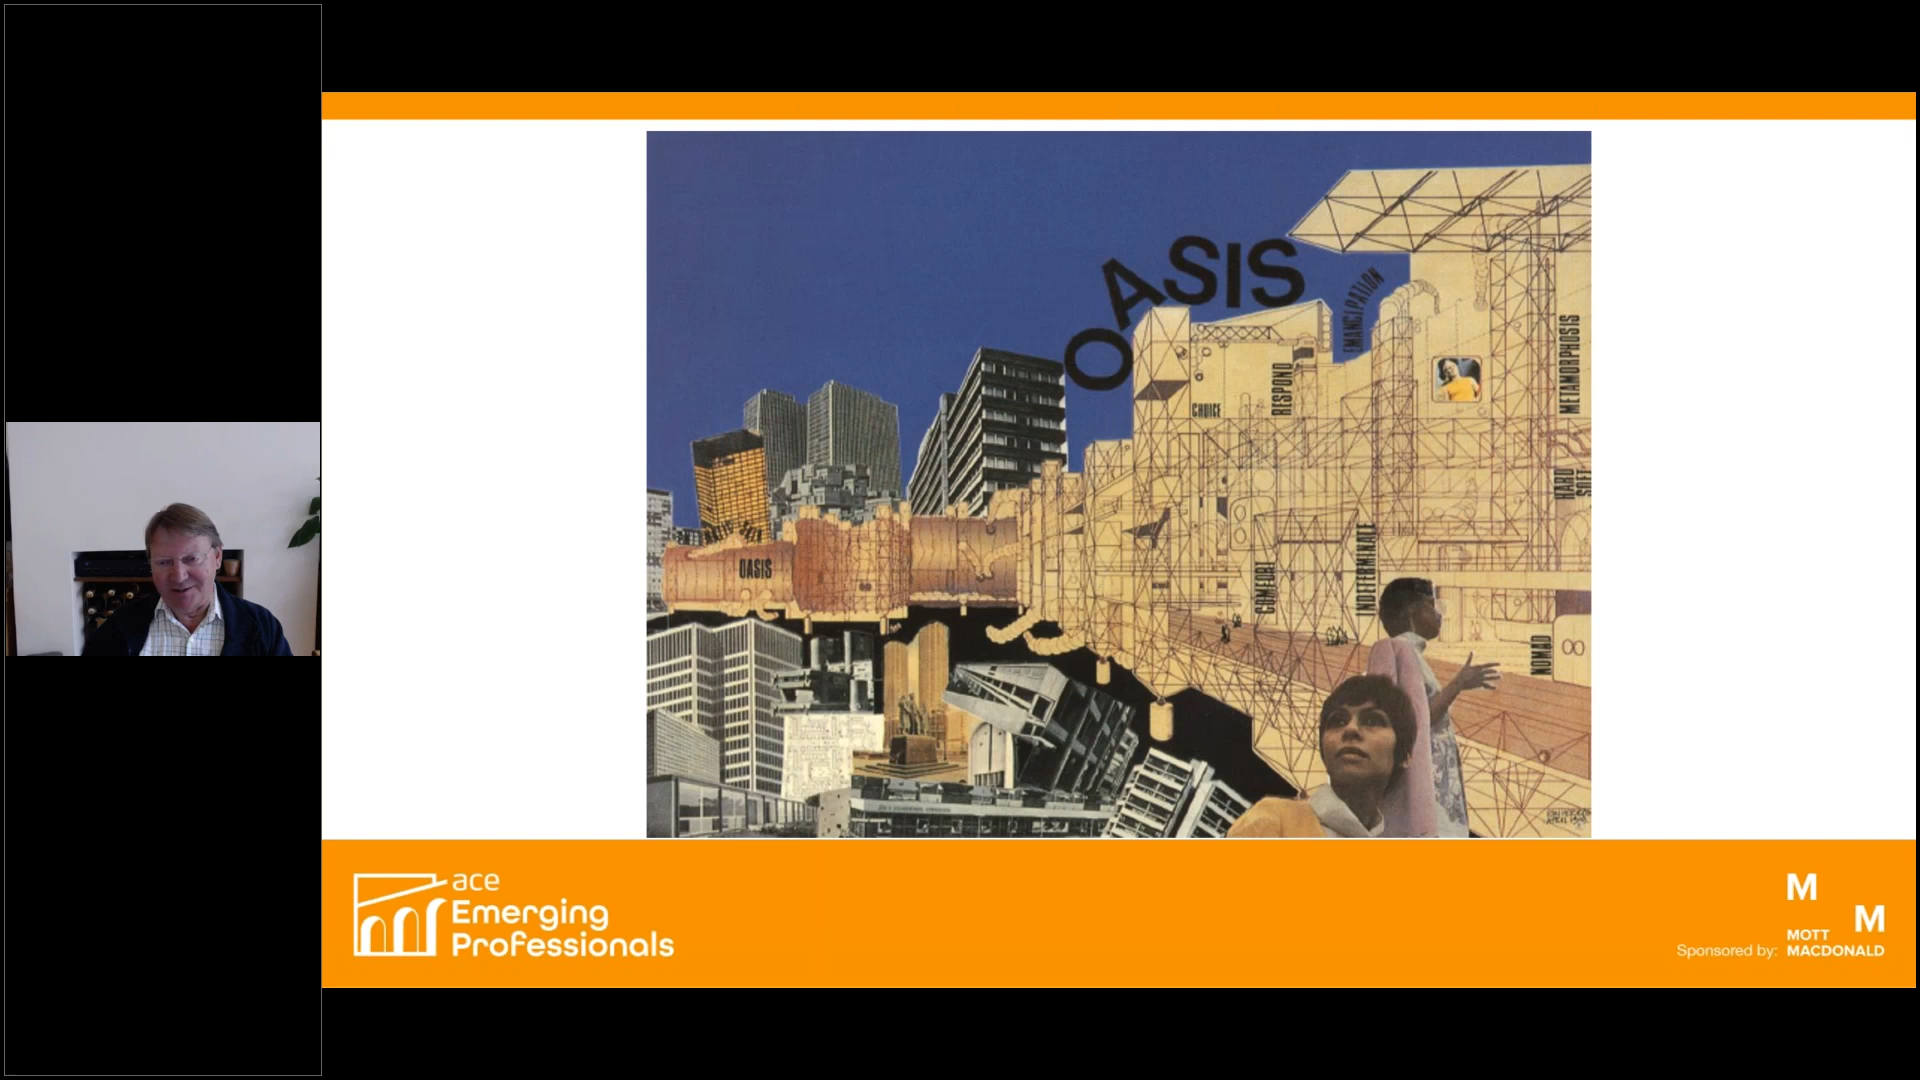 OASIS
EMANCIPATION
METAMORPHOSIS
RESPOND
CHOICE
HARD
SOFT
OASIS
COMFORT
INDETERMINATE
NOMAD
ace
Emerging
Professionals
M
M
Sponsored by: MOTT
MACDONALD